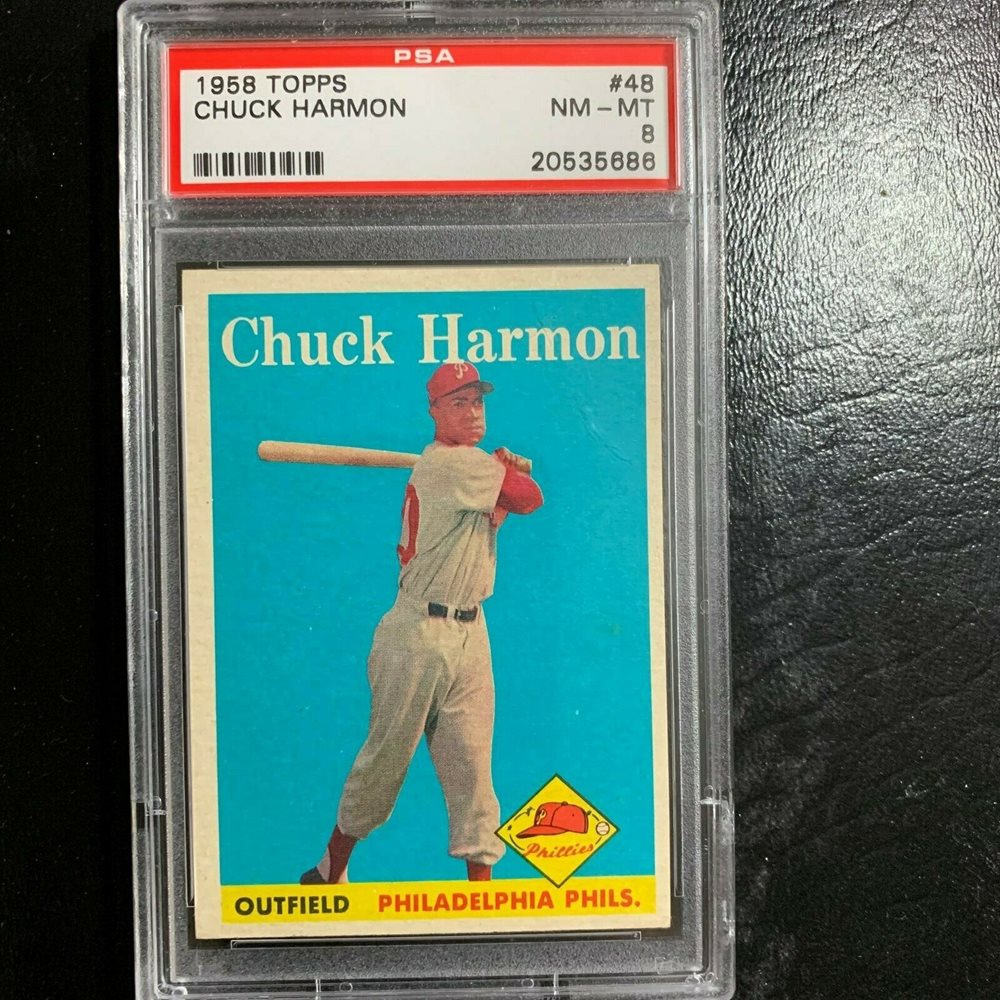 PSA
1958 TOPPS #48
CHUCK HARMON NM - MT
8
20535686
Chuck Harmon
P
P
Phillies
OUTFIELD PHILADELPHIA PHILS.